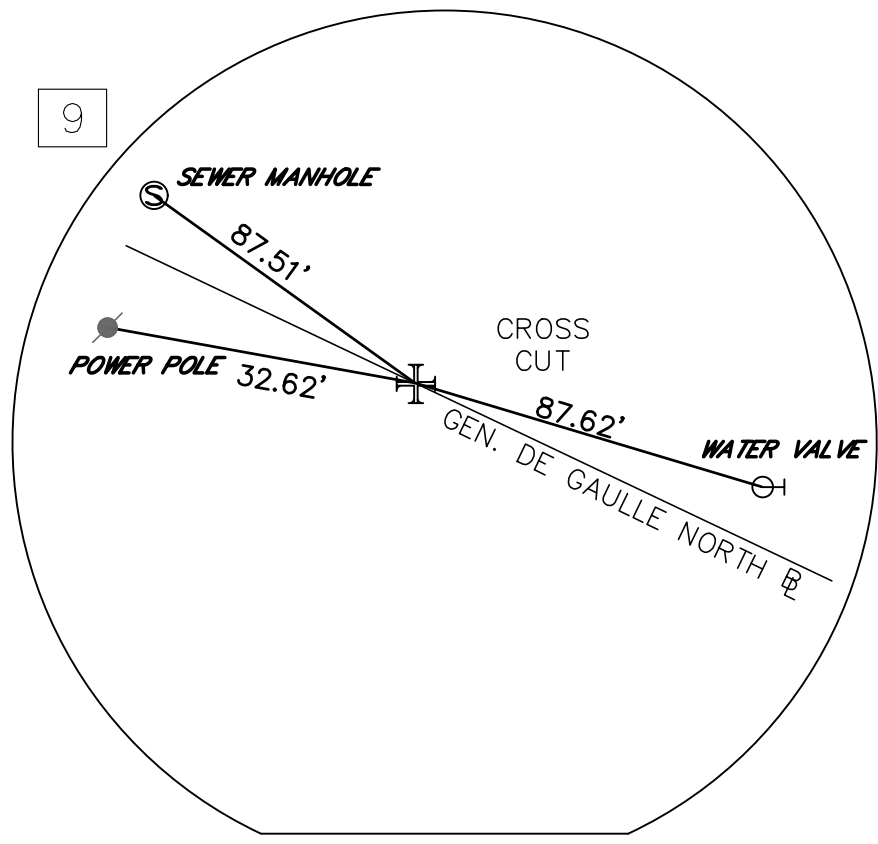 9
SEWER MANHOLE
S
87.51'
CROSS
CUT
POWER POLE
32.62'
87.62'
WATER VALVE
GEN. DE GAULLE NORTH BL